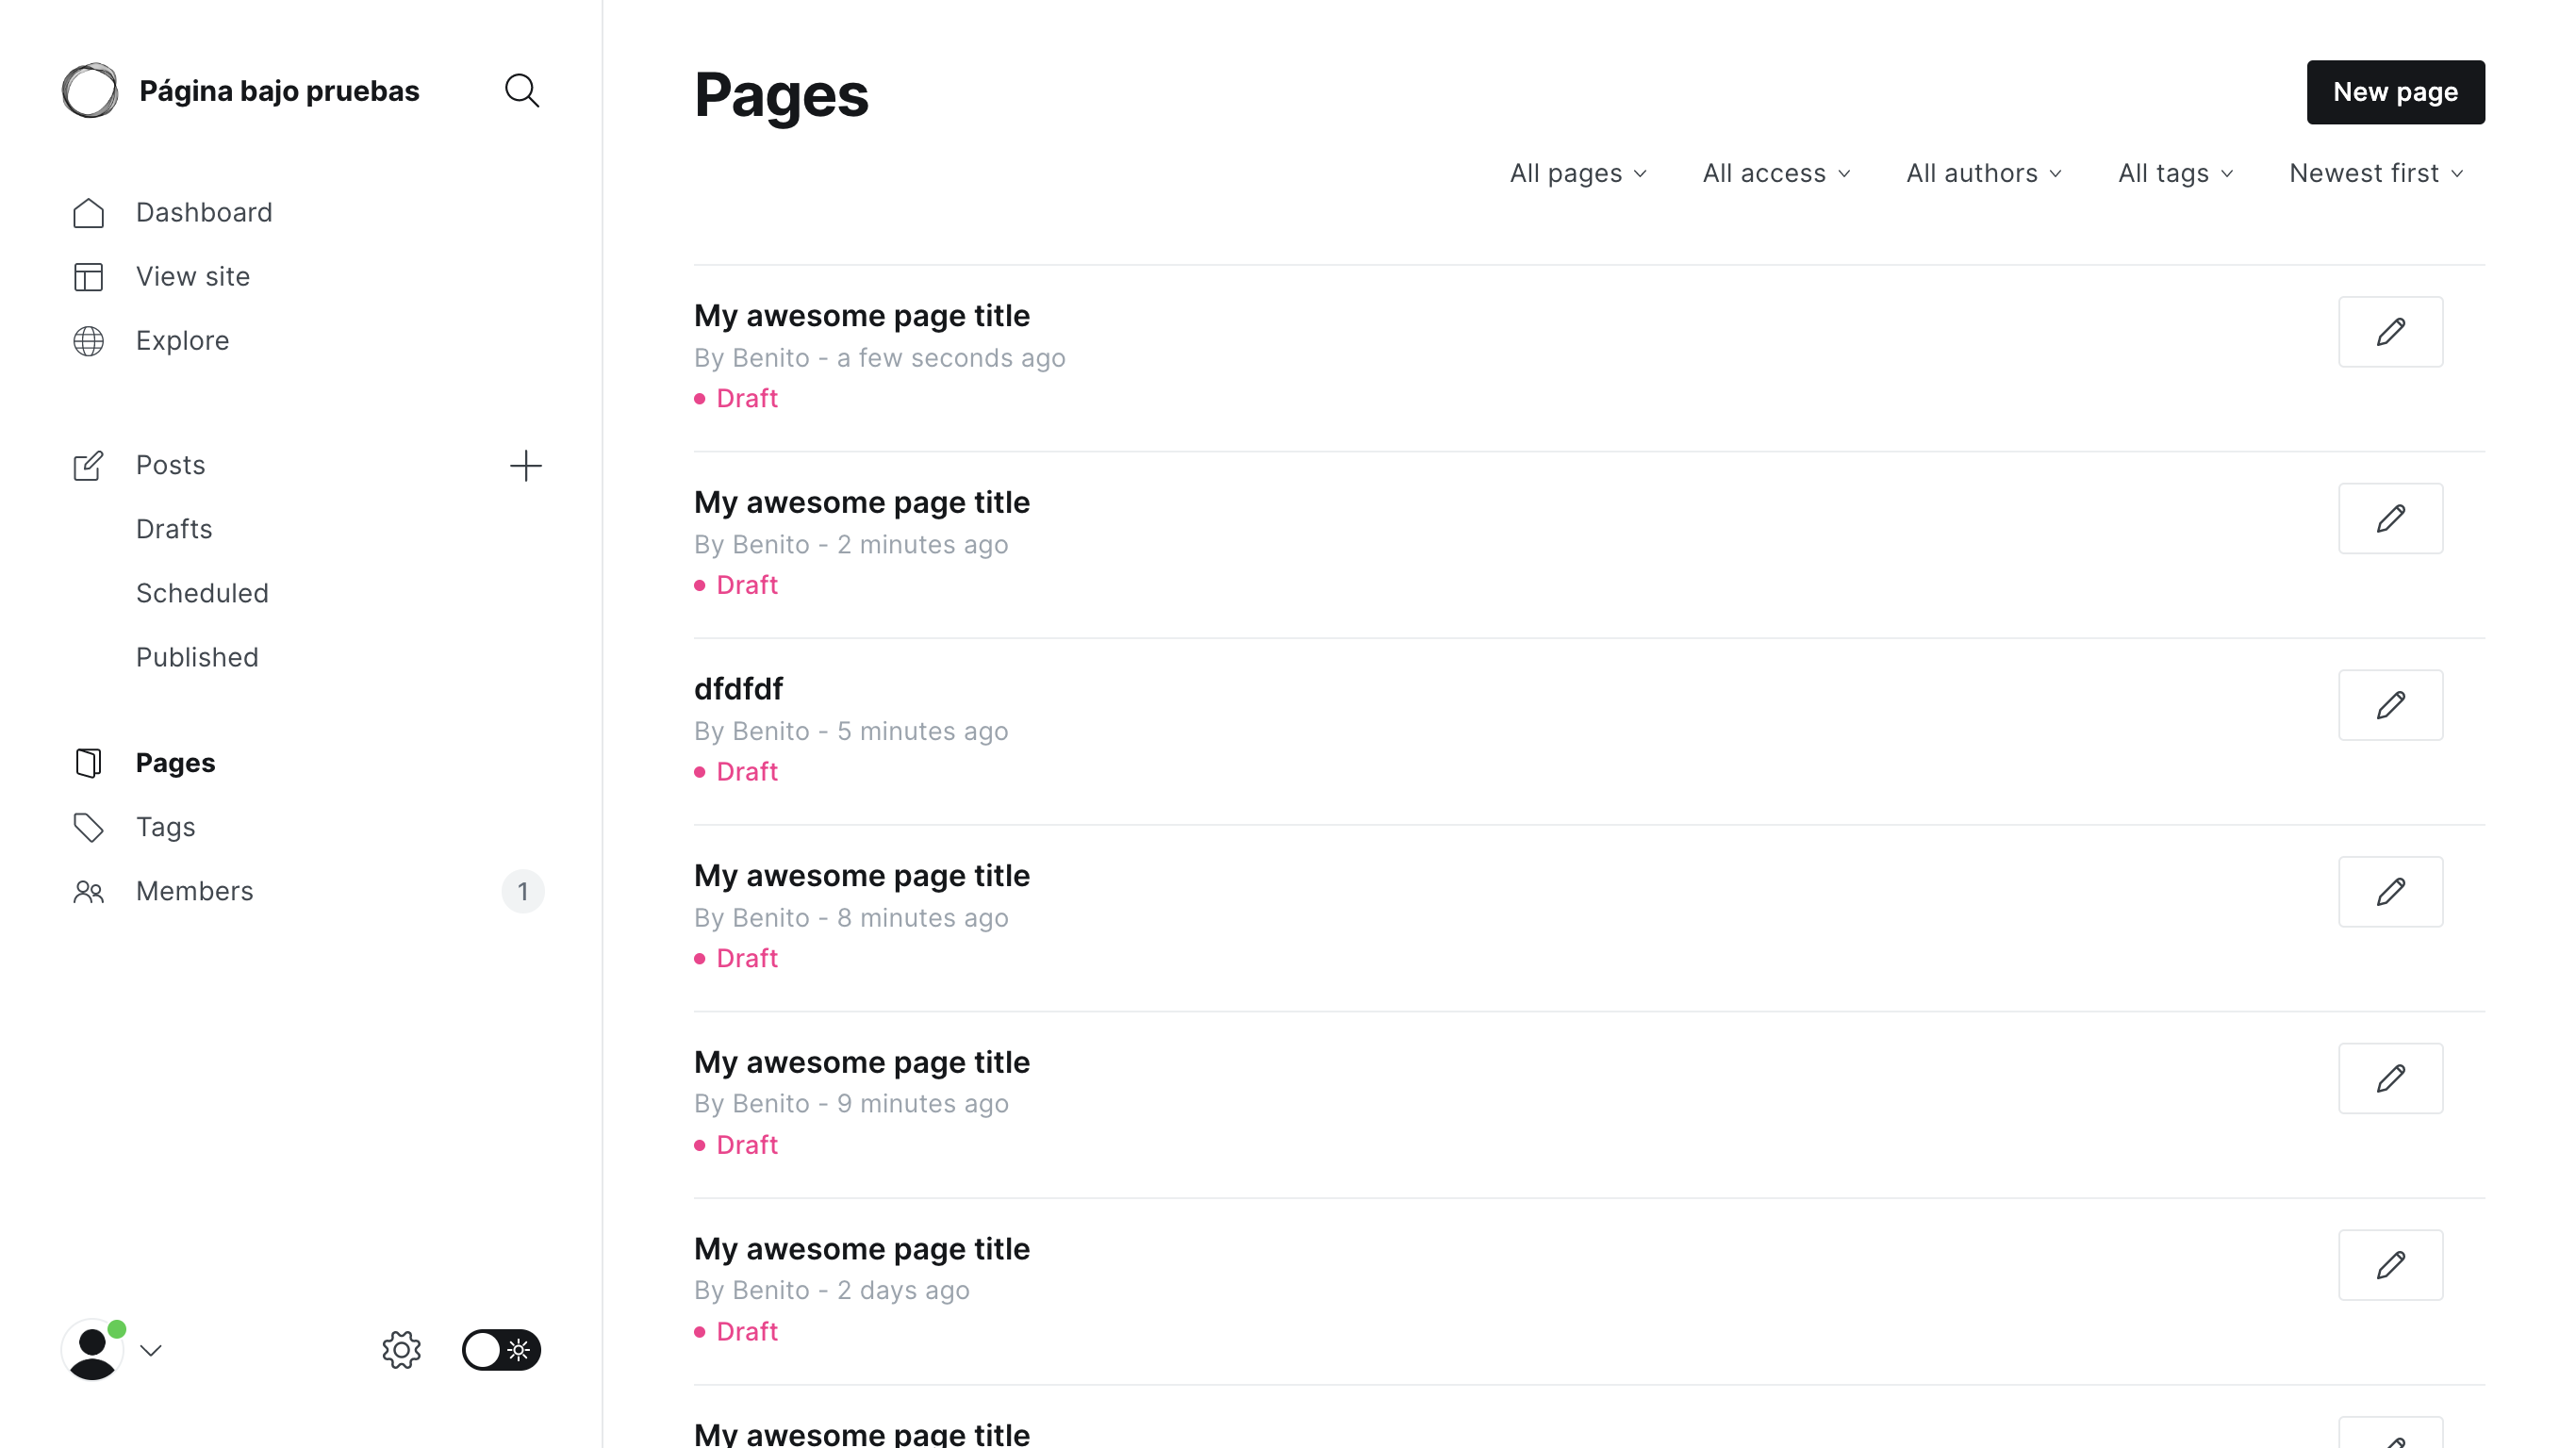 Página bajo pruebas
Dashboard
View site
Explore
Posts
Drafts
Scheduled
Published
Pages
Tags
Members
1
Pages
New page
All pages
All access
All authors
All tags
Newest first
My awesome page title
By Benito - a few seconds ago
Draft
My awesome page title
By Benito - 2 minutes ago
Draft
dfdfdf
By Benito - 5 minutes ago
Draft
My awesome page title
By Benito - 8 minutes ago
Draft
My awesome page title
By Benito - 9 minutes ago
Draft
My awesome page title
By Benito - 2 days ago
Draft
My awesome page title